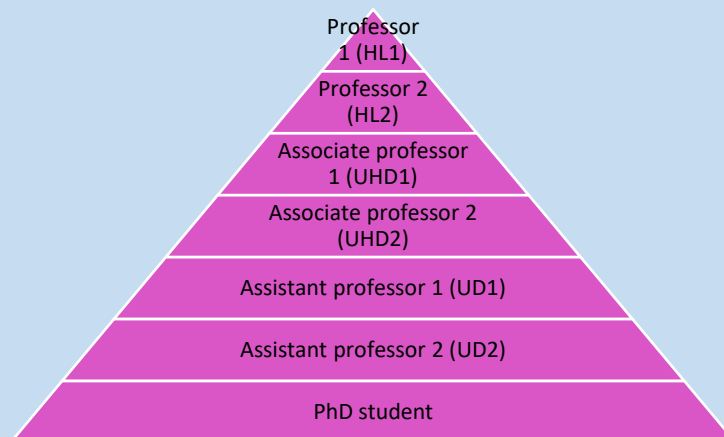 Professor
1 (HL1)
Professor 2
(HL2)
Associate professor
1 (UHD1)
Associate professor 2
(UHD2)
Assistant professor 1 (UD1)
Assistant professor 2 (UD2)
PhD student